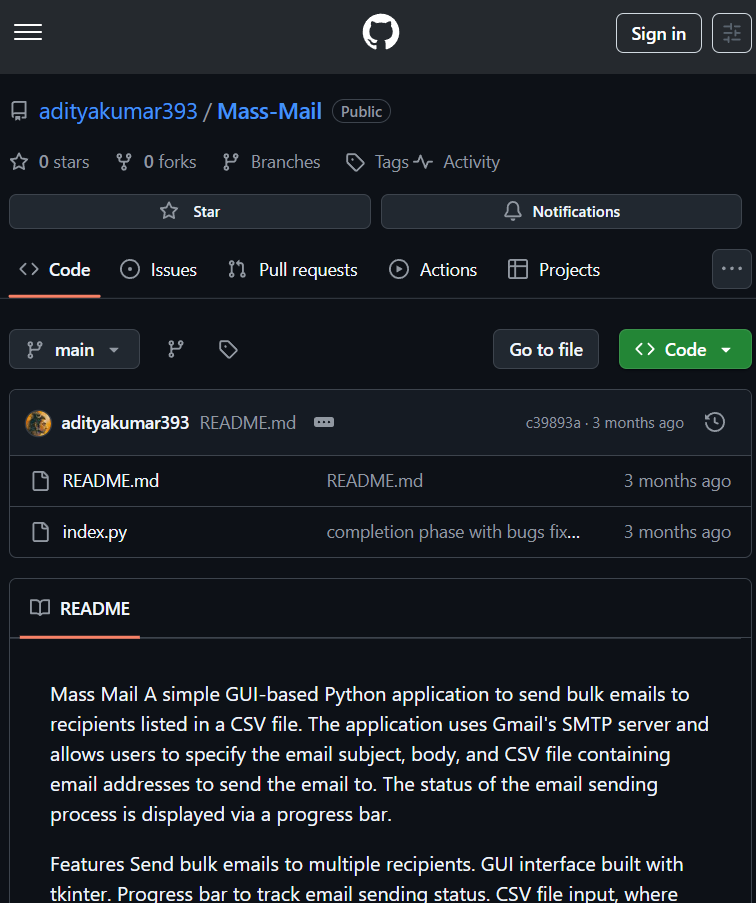 Sign in
adityakumar393 / Mass-Mail Public
0 stars 0 forks Branches Tags Activity
Star Notifications
Code Issues Pull requests Actions Projects
main Go to file Code
adityakumar393 README.md c39893a · 3 months ago
README.md README.md 3 months ago
index.py completion phase with bugs fix... 3 months ago
README
Mass Mail A simple GUI-based Python application to send bulk emails to
recipients listed in a CSV file. The application uses Gmail's SMTP server and
allows users to specify the email subject, body, and CSV file containing
email addresses to send the email to. The status of the email sending
process is displayed via a progress bar.
Features Send bulk emails to multiple recipients. GUI interface built with
tkinter. Progress bar to track email sending status. CSV file input, where